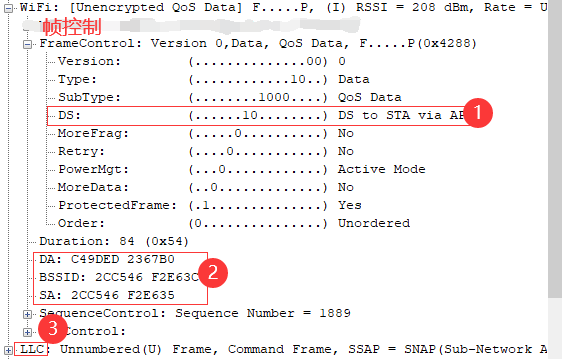 WiFi: [Unencrypted QoS Data] F.....P, (I) RSSI = 208 dBm, Rate = U
帧控制
FrameControl: Version 0,Data, QoS Data, F.....P(0x4288)
Version: (..............00) 0
Type: (............10..) Data
SubType: (........1000....) QoS Data
DS: (......10........) DS to STA via AP
1
MoreFrag: (.....0..........) No
Retry: (....0...........) No
PowerMgt: (...0............) Active Mode
MoreData: (..0.............) No
ProtectedFrame: (.1..............) Yes
Order: (0...............) Unordered
Duration: 84 (0x54)
DA: C49DED 2367B0
BSSID: 2CC546 F2E63C
2
SA: 2CC546 F2E635
SequenceControl: Sequence Number = 1889
3
Control:
LLC: Unnumbered(U) Frame, Command Frame, SSAP = SNAP(Sub-Network A